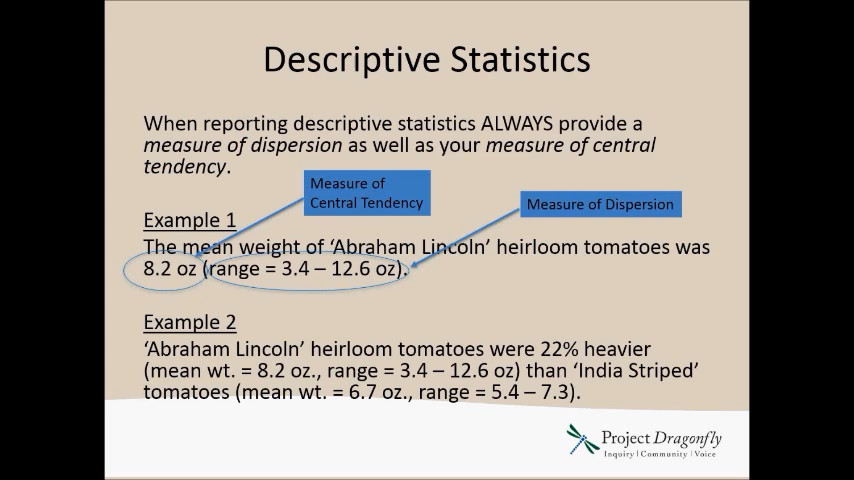 Descriptive Statistics
When reporting descriptive statistics ALWAYS provide a
measure of dispersion as well as your measure of central
tendency.
Measure of
Central Tendency
Measure of Dispersion
Example 1
The mean weight of ‘Abraham Lincoln’ heirloom tomatoes was
8.2 oz (range = 3.4 – 12.6 oz).
Example 2
‘Abraham Lincoln’ heirloom tomatoes were 22% heavier
(mean wt. = 8.2 oz., range = 3.4 – 12.6 oz) than ‘India Striped’
tomatoes (mean wt. = 6.7 oz., range = 5.4 – 7.3).
Project Dragonfly
Inquiry | Community | Voice